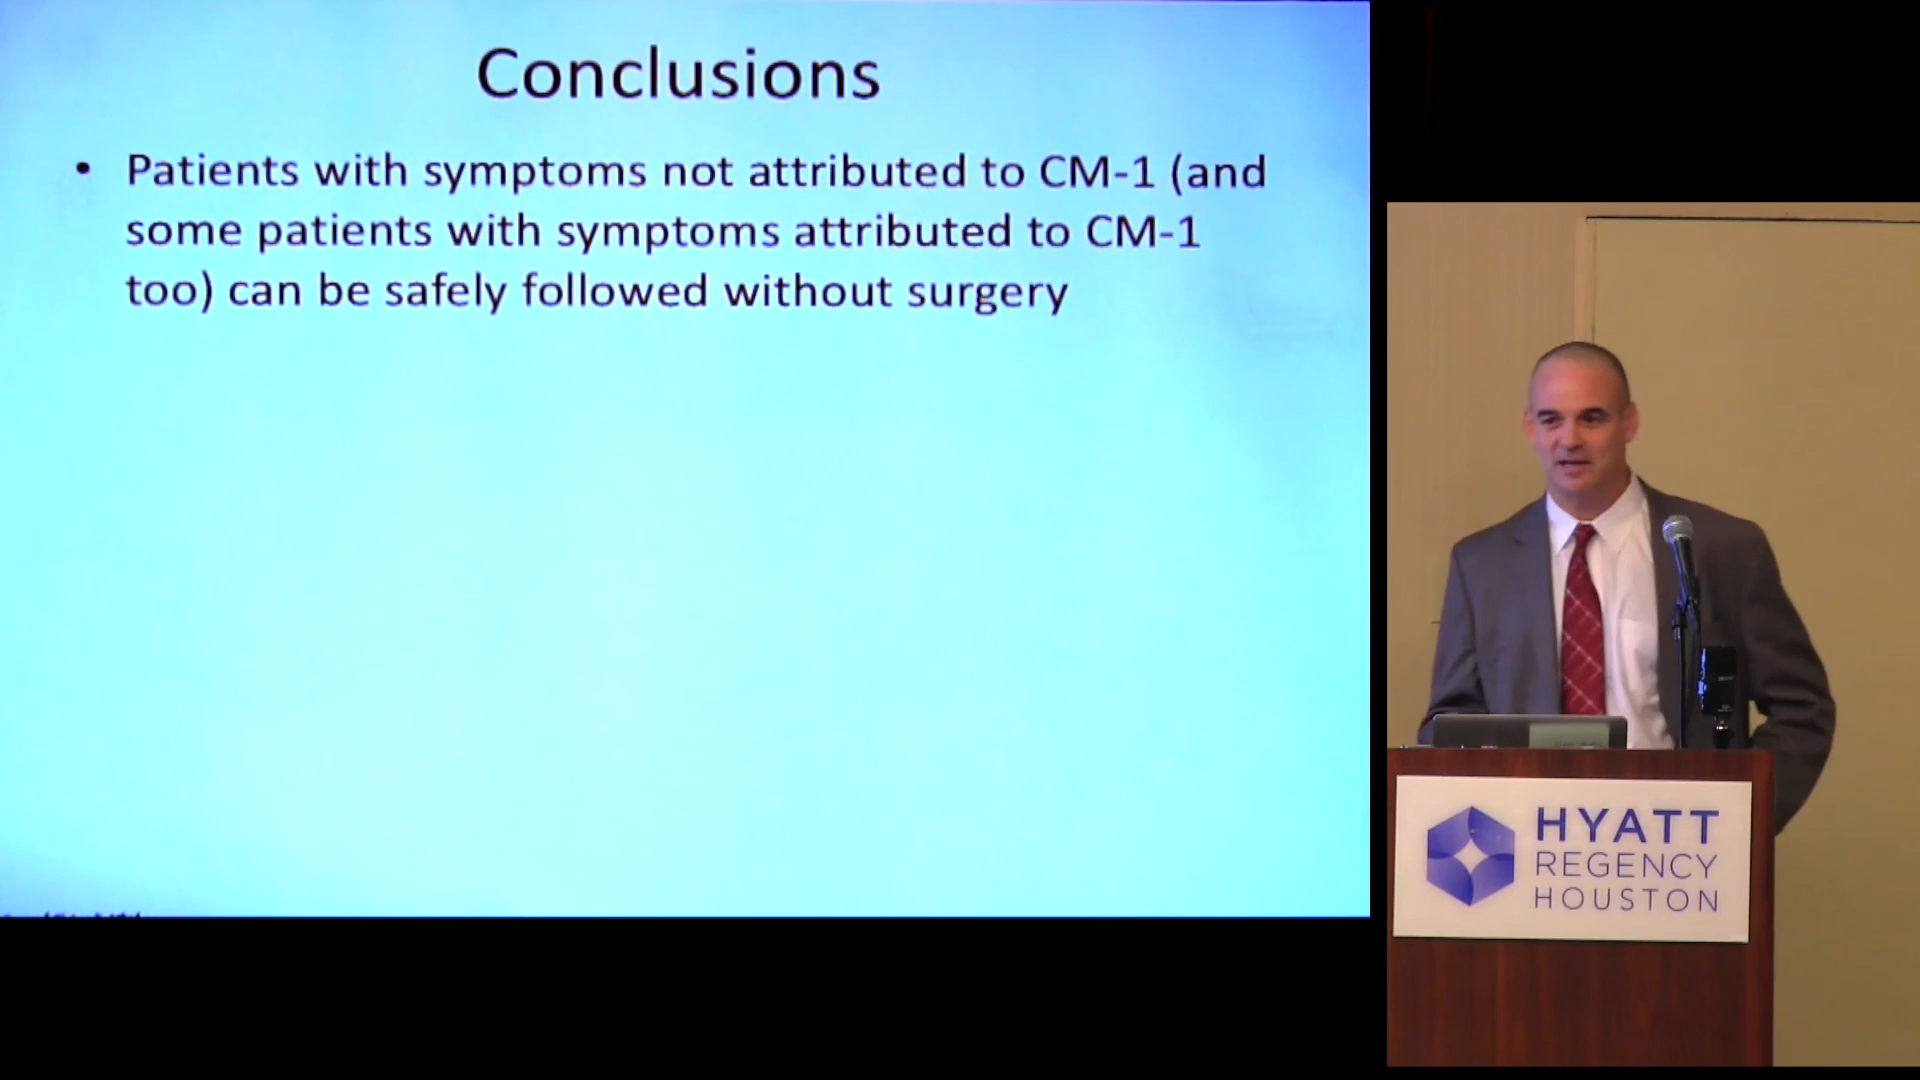 Conclusions
• Patients with symptoms not attributed to CM-1 (and
some patients with symptoms attributed to CM-1
too) can be safely followed without surgery
HYATT
REGENCY
HOUSTON